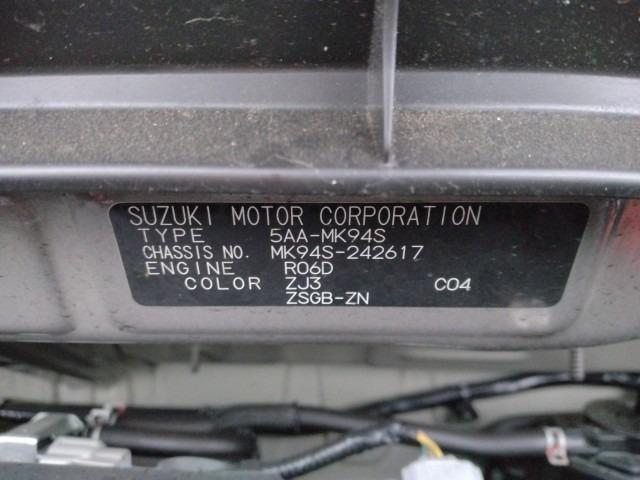 SUZUKI MOTOR CORPORATION
TYPE 5AA-MK94S
CHASSIS NO. MK94S-242617
ENGINE R06D
COLOR ZJ3 C04
ZSGB-ZN